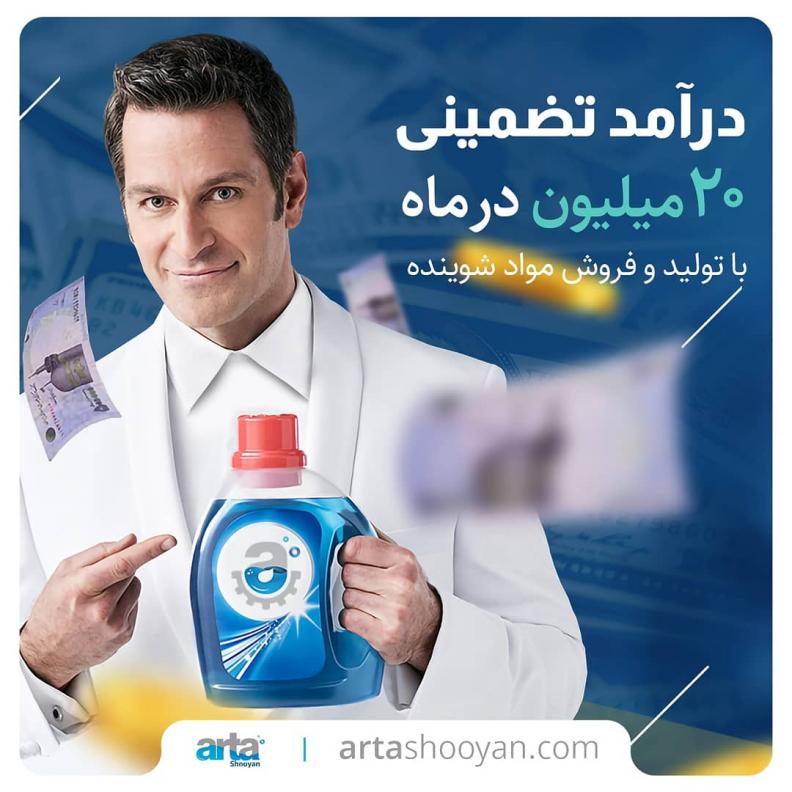 درآمد تضمینی
۲۰ میلیون در ماه
با تولید و فروش مواد شوینده
a
arta
Shooyan
artashooyan.com